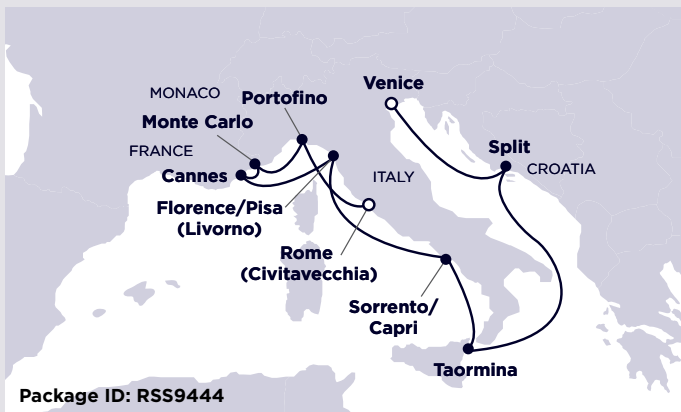 Venice
MONACO
Portofino
Monte Carlo
Split
FRANCE
CROATIA
Cannes
ITALY
Florence/Pisa
(Livorno)
Rome
(Civitavecchia)
Sorrento/
Capri
Taormina
Package ID: RSS9444